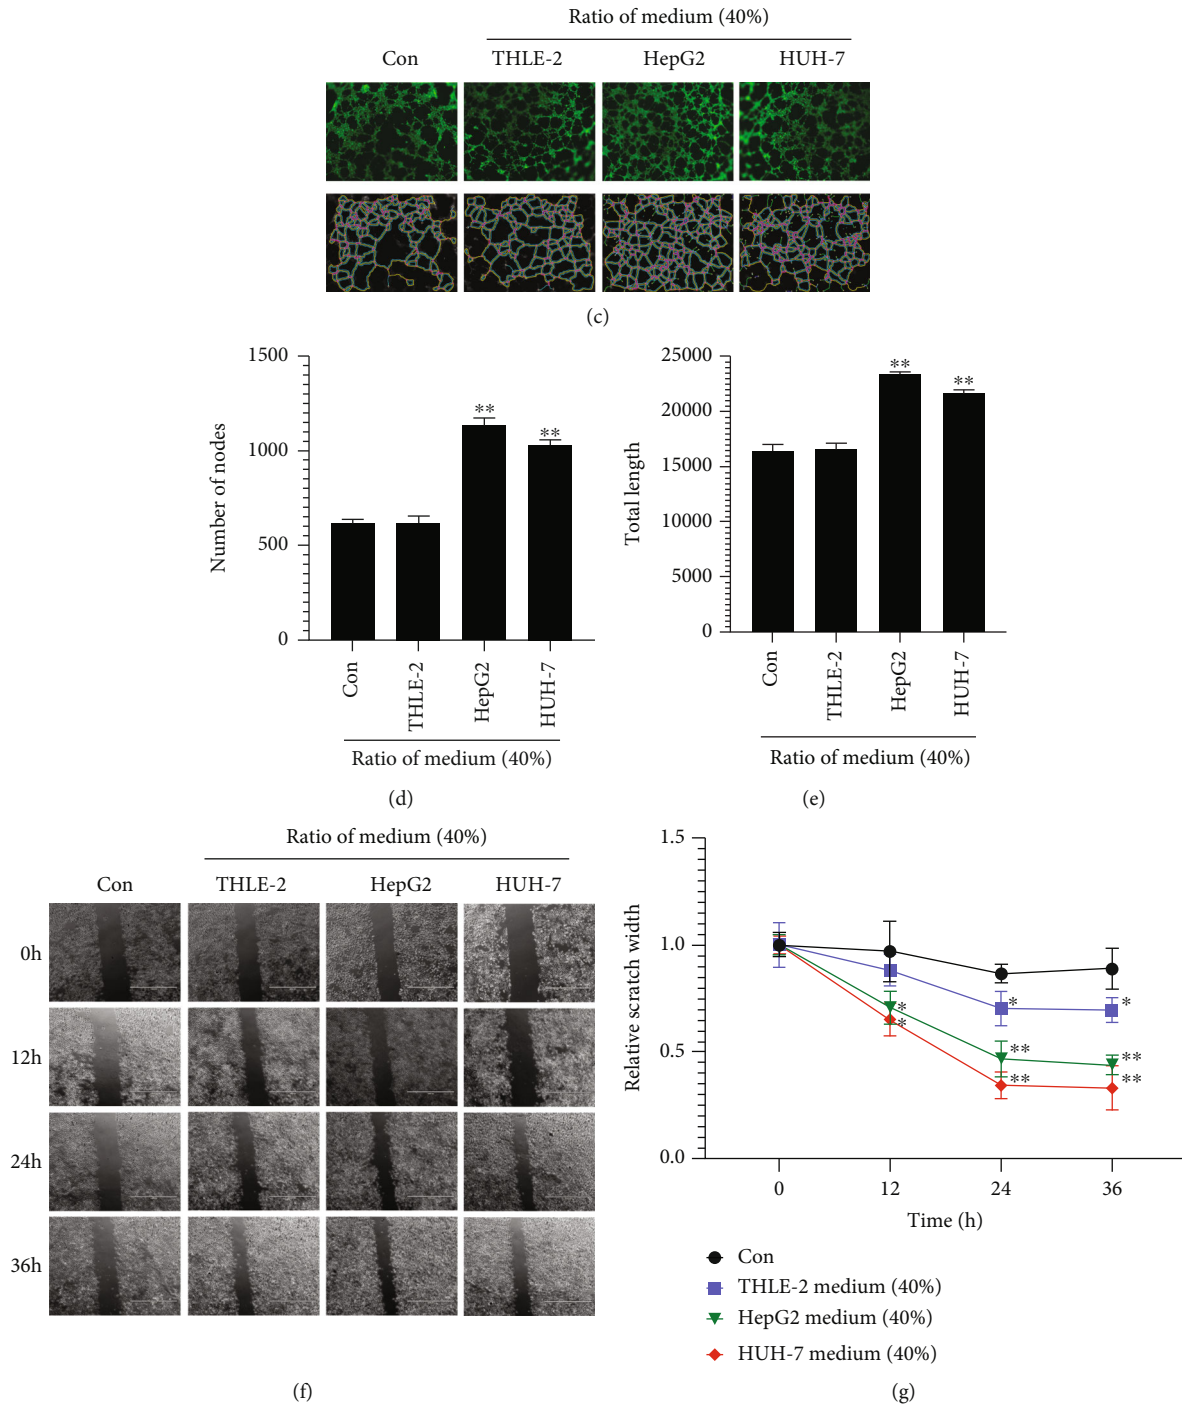 Ratio of medium (40%)
Con THLE-2 HepG2 HUH-7
(c)
1500
1000
500
0
Number of nodes
** **
Con THLE-2 HepG2 HUH-7
Ratio of medium (40%)
(d)
25000
20000
15000
10000
5000
0
Total length
** **
Con THLE-2 HepG2 HUH-7
Ratio of medium (40%)
(e)
Ratio of medium (40%)
Con THLE-2 HepG2 HUH-7
0h
12h
24h
36h
(f)
1.5
1.0
0.5
0.0
Relative scratch width
* *
*
*
** **
** **
0 12 24 36
Time (h)
Con
THLE-2 medium (40%)
HepG2 medium (40%)
HUH-7 medium (40%)
(g)